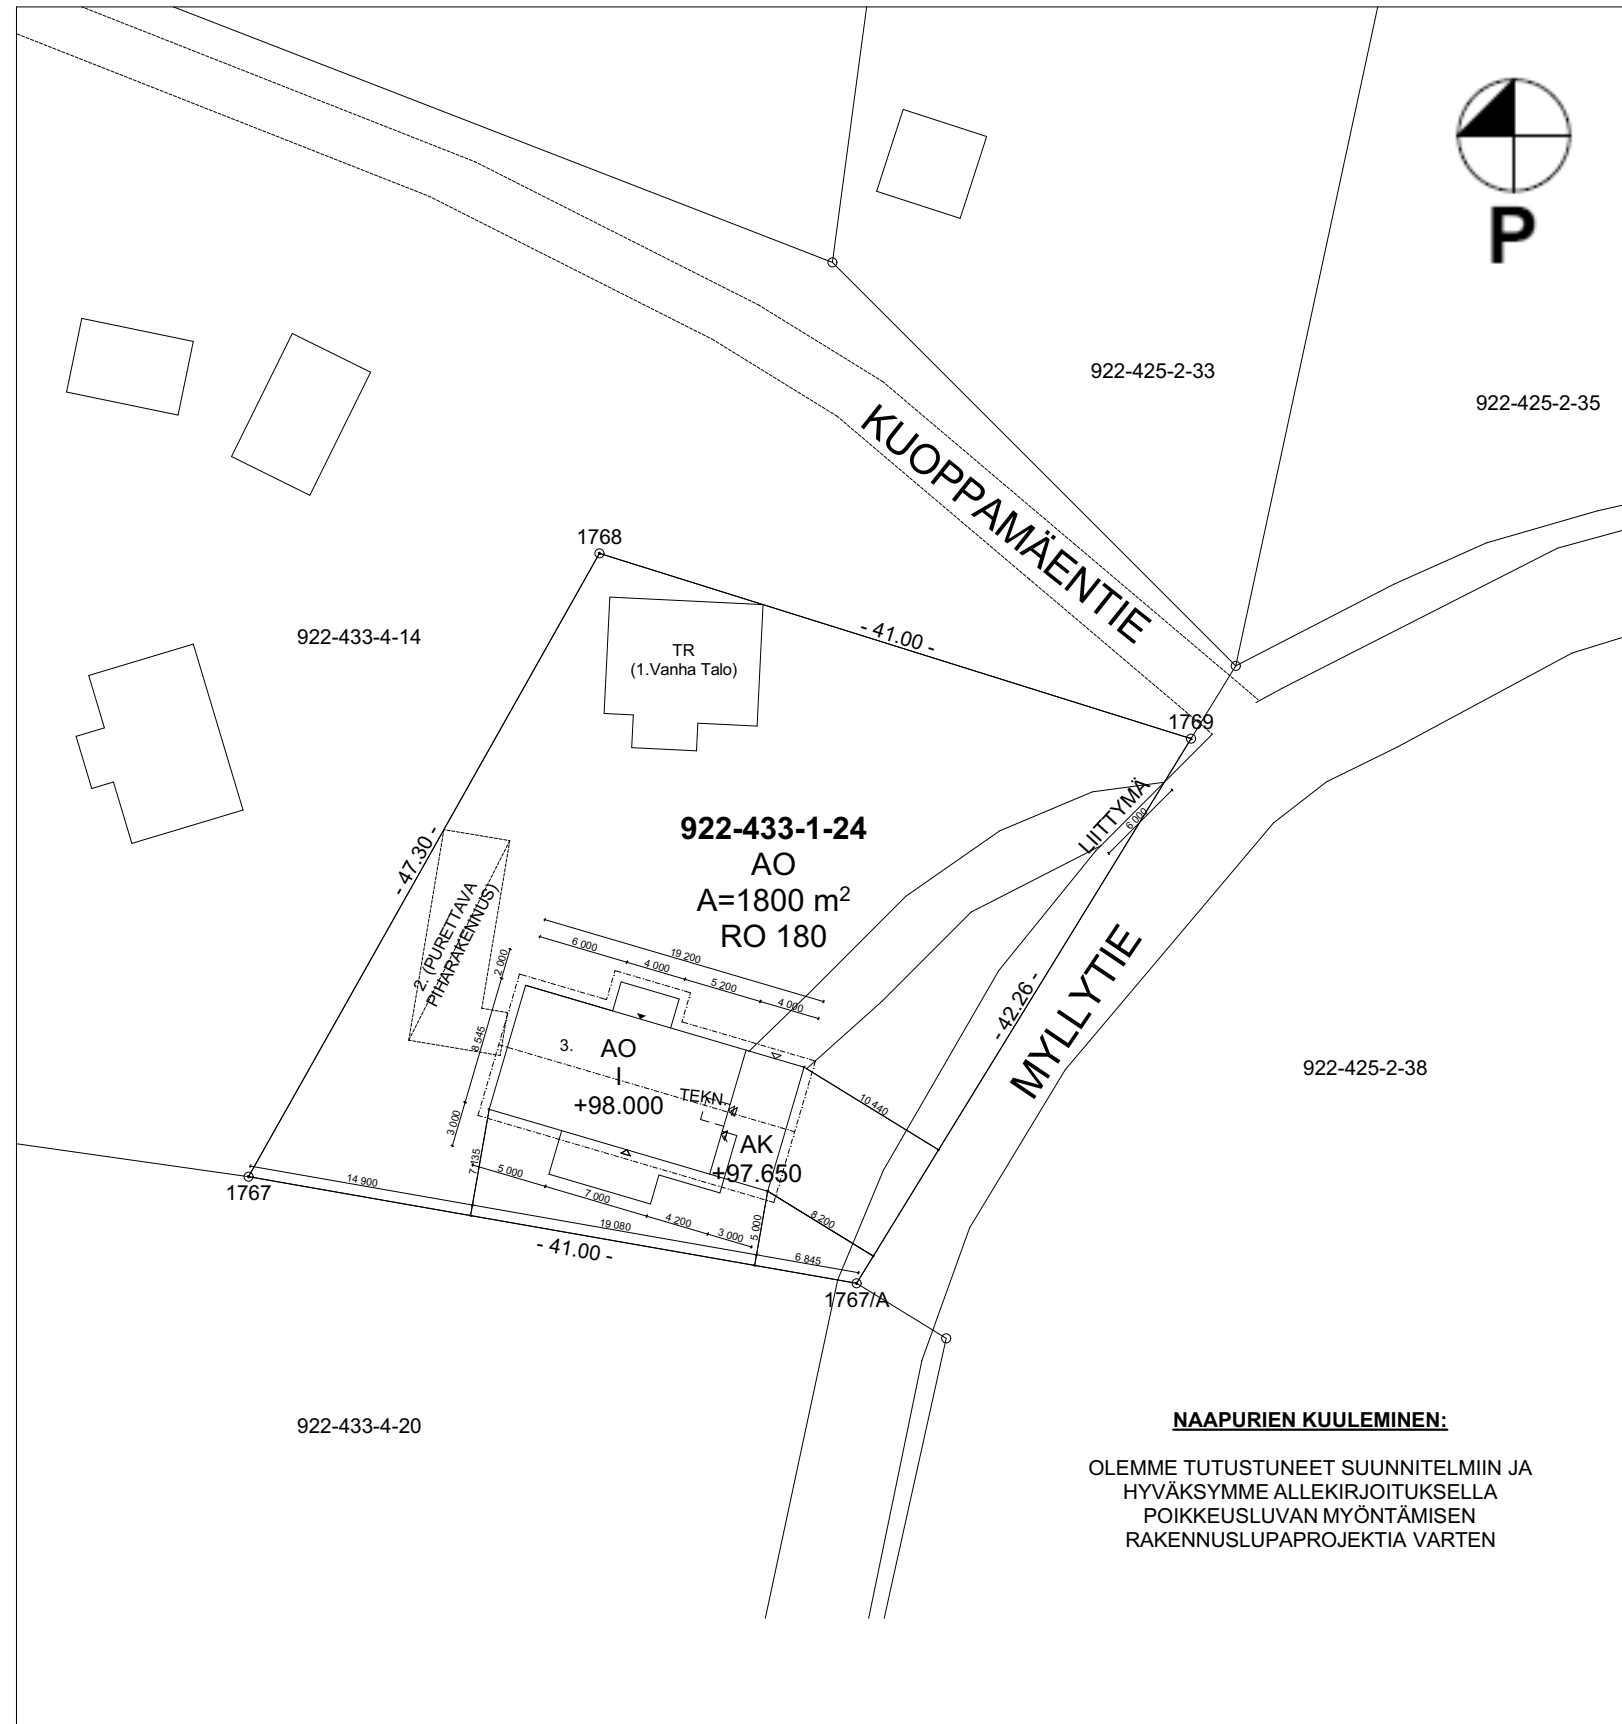 P
922-425-2-33
922-425-2-35
KUOPPAMÄENTIE
1768
922-433-4-14
- 41.00 -
TR
(1.Vanha Talo)
1769
LIITTYMÄ
6 000
- 47.30 -
922-433-1-24
AO
A=1800 m²
RO 180
2. (PURETTAVA
PIHARAKENNUS)
19 200
6 000
4 000
5 200
4 000
2 000
8 545
3 000
- 42.26 -
MYLLYTIE
3.
AO
I
+98.000
TEKN.
AK
+97.650
10 440
922-425-2-38
7 135
5 000
7 000
4 200
3 000
5 000
8 200
1767
14 900
19 080
6 845
- 41.00 -
1767/A
922-433-4-20
NAAPURIEN KUULEMINEN:
OLEMME TUTUSTUNEET SUUNNITELMIIN JA
HYVÄKSYMME ALLEKIRJOITUKSELLA
POIKKEUSLUVAN MYÖNTÄMISEN
RAKENNUSLUPAPROJEKTIA VARTEN